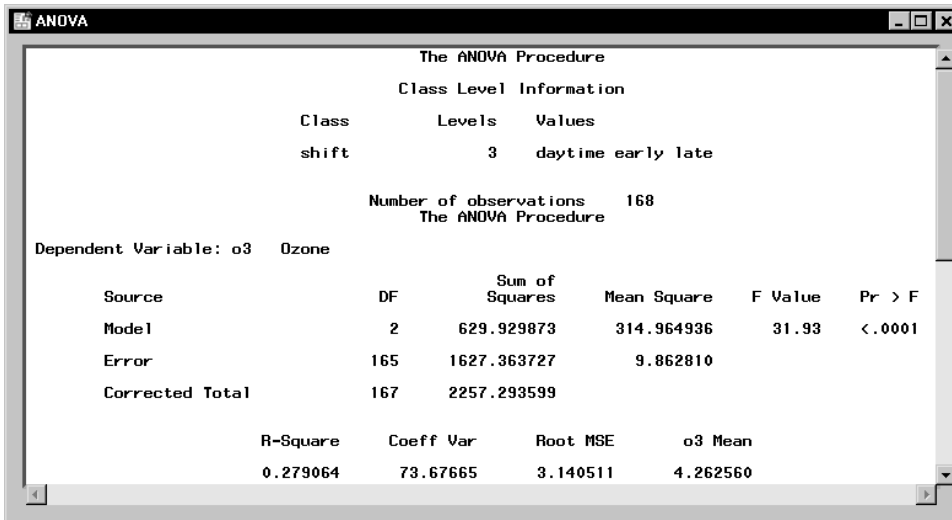 ANOVA
The ANOVA Procedure
Class Level Information
Class Levels Values
shift 3 daytime early late
Number of observations 168
The ANOVA Procedure
Dependent Variable: o3 Ozone
Sum of
Source DF Squares Mean Square F Value Pr > F
Model 2 629.929873 314.964936 31.93 <.0001
Error 165 1627.363727 9.862810
Corrected Total 167 2257.293599
R-Square Coeff Var Root MSE o3 Mean
0.279064 73.67665 3.140511 4.262560